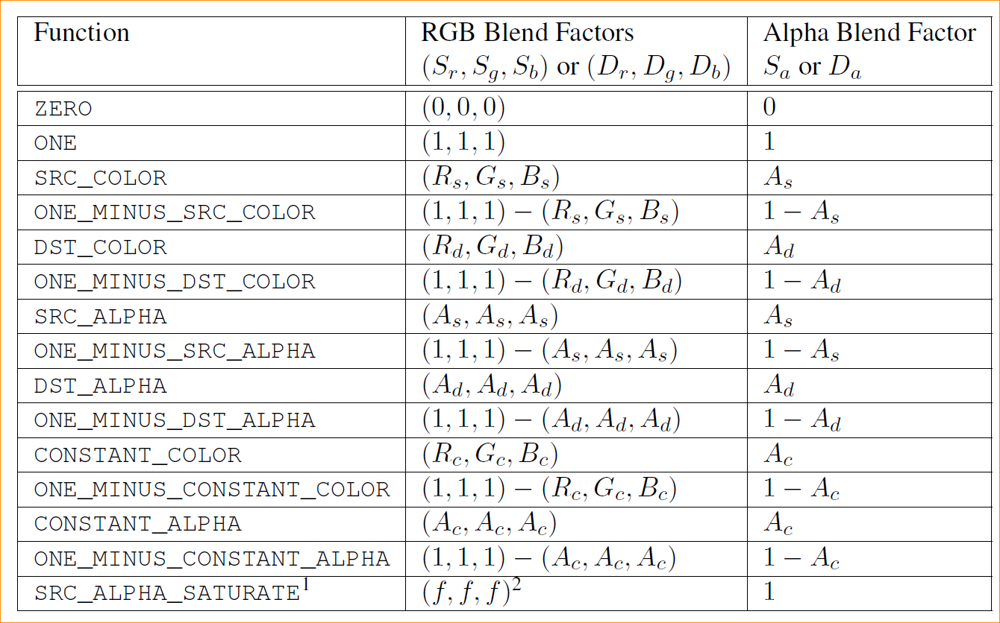 Function RGB Blend Factors Alpha Blend Factor
(S_r, S_g, S_b) or (D_r, D_g, D_b) S_a or D_a
ZERO (0, 0, 0) 0
ONE (1, 1, 1) 1
SRC_COLOR (R_s, G_s, B_s) A_s
ONE_MINUS_SRC_COLOR (1, 1, 1) − (R_s, G_s, B_s) 1 − A_s
DST_COLOR (R_d, G_d, B_d) A_d
ONE_MINUS_DST_COLOR (1, 1, 1) − (R_d, G_d, B_d) 1 − A_d
SRC_ALPHA (A_s, A_s, A_s) A_s
ONE_MINUS_SRC_ALPHA (1, 1, 1) − (A_s, A_s, A_s) 1 − A_s
DST_ALPHA (A_d, A_d, A_d) A_d
ONE_MINUS_DST_ALPHA (1, 1, 1) − (A_d, A_d, A_d) 1 − A_d
CONSTANT_COLOR (R_c, G_c, B_c) A_c
ONE_MINUS_CONSTANT_COLOR (1, 1, 1) − (R_c, G_c, B_c) 1 − A_c
CONSTANT_ALPHA (A_c, A_c, A_c) A_c
ONE_MINUS_CONSTANT_ALPHA (1, 1, 1) − (A_c, A_c, A_c) 1 − A_c
SRC_ALPHA_SATURATE¹ (f, f, f)² 1